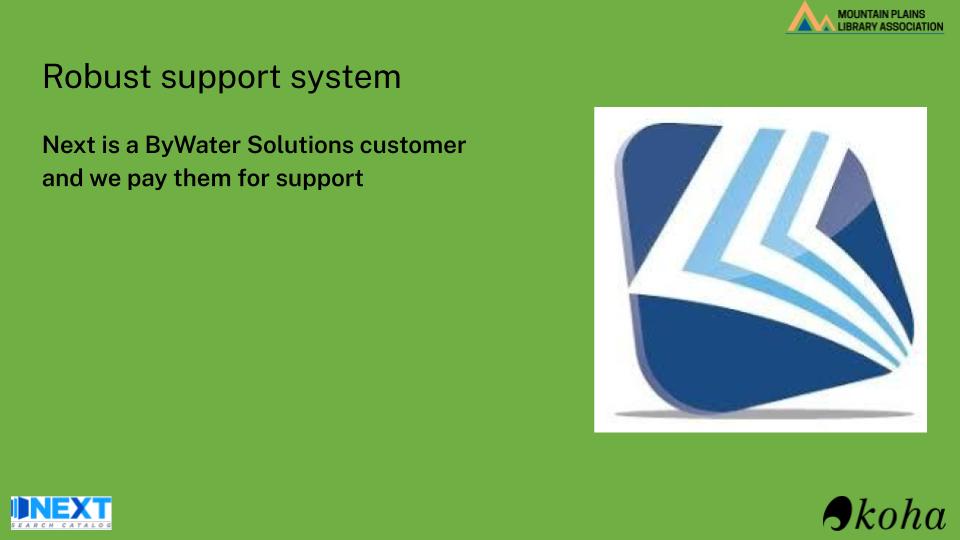 MOUNTAIN PLAINS
LIBRARY ASSOCIATION
Robust support system
Next is a ByWater Solutions customer
and we pay them for support
NEXT
SEARCH CATALOG
koha